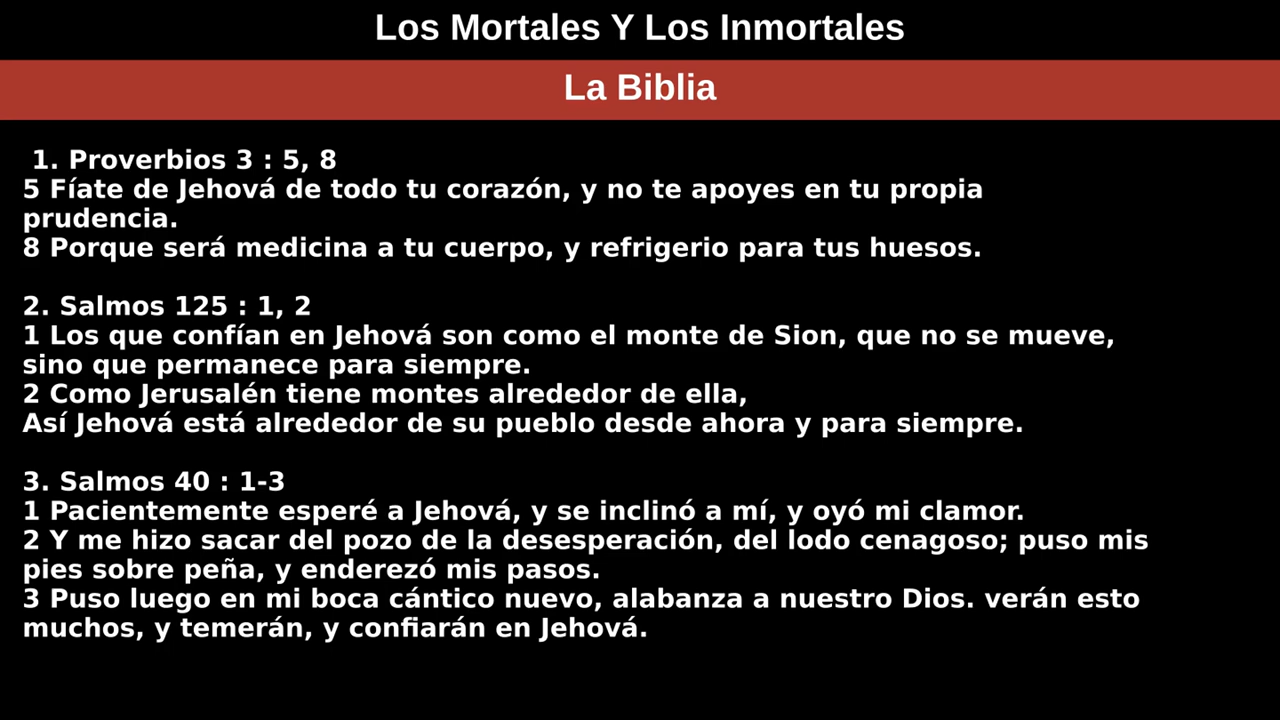 Los Mortales Y Los Inmortales
La Biblia
1. Proverbios 3 : 5, 8
5 Fíate de Jehová de todo tu corazón, y no te apoyes en tu propia
prudencia.
8 Porque será medicina a tu cuerpo, y refrigerio para tus huesos.
2. Salmos 125 : 1, 2
1 Los que confían en Jehová son como el monte de Sion, que no se mueve,
sino que permanece para siempre.
2 Como Jerusalén tiene montes alrededor de ella,
Así Jehová está alrededor de su pueblo desde ahora y para siempre.
3. Salmos 40 : 1-3
1 Pacientemente esperé a Jehová, y se inclinó a mí, y oyó mi clamor.
2 Y me hizo sacar del pozo de la desesperación, del lodo cenagoso; puso mis
pies sobre peña, y enderezó mis pasos.
3 Puso luego en mi boca cántico nuevo, alabanza a nuestro Dios. verán esto
muchos, y temerán, y confiarán en Jehová.